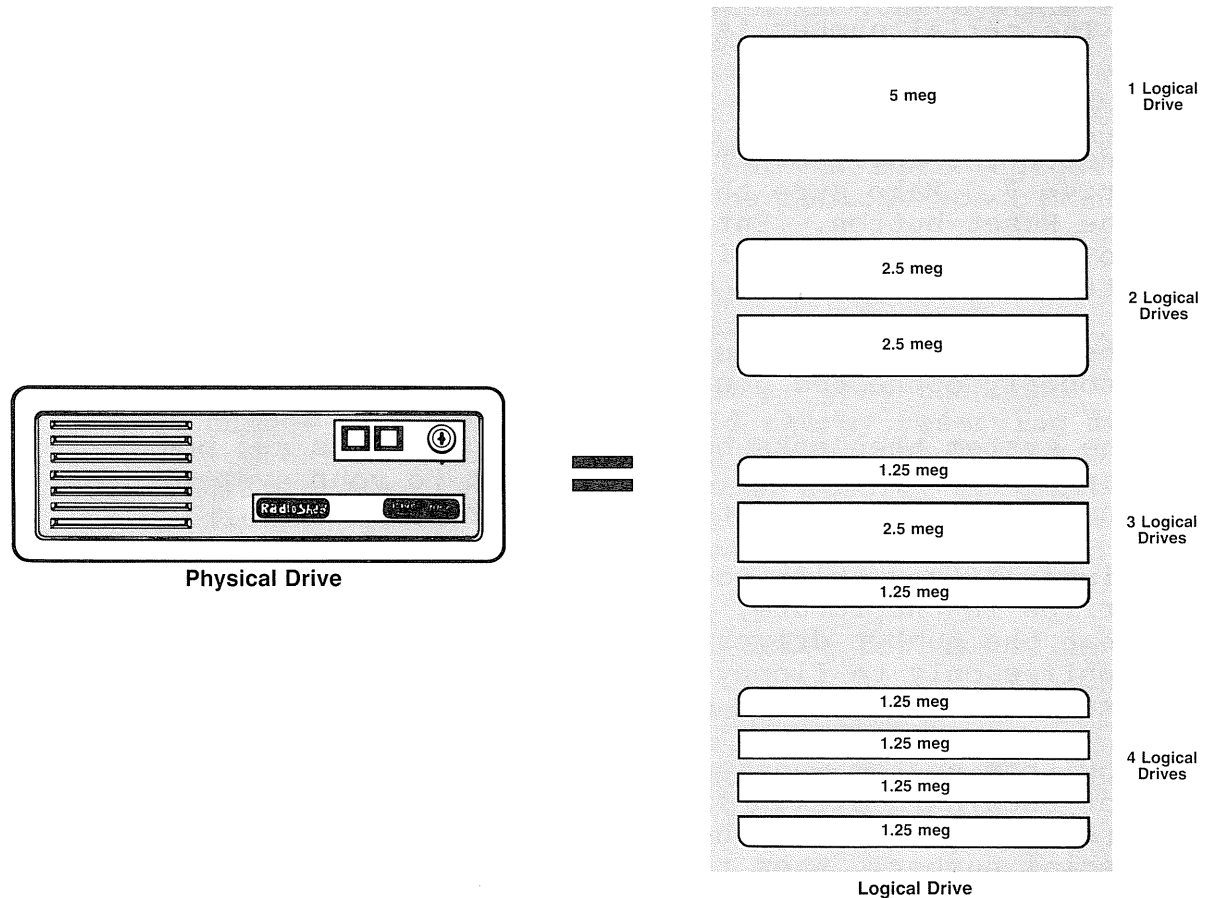 5 meg
1 Logical
Drive
2.5 meg
2.5 meg
2 Logical
Drives
1.25 meg
2.5 meg
1.25 meg
3 Logical
Drives
1.25 meg
1.25 meg
1.25 meg
1.25 meg
4 Logical
Drives
Logical Drive
Radio Shack
Physical Drive